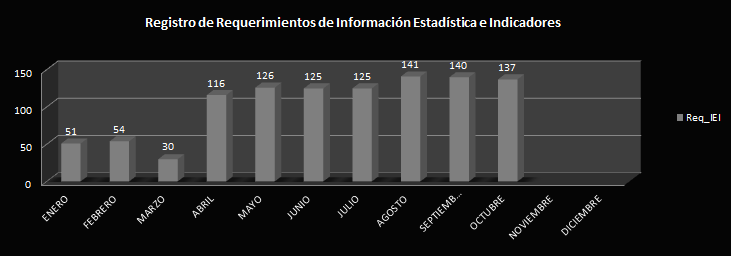 Registro de Requerimientos de Información Estadística e Indicadores
150
100
50
0
51
54
30
116
126
125
125
141
140
137
Req_IEI
ENERO
FEBRERO
MARZO
ABRIL
MAYO
JUNIO
JULIO
AGOSTO
SEPTIEMB...
OCTUBRE
NOVIEMBRE
DICIEMBRE